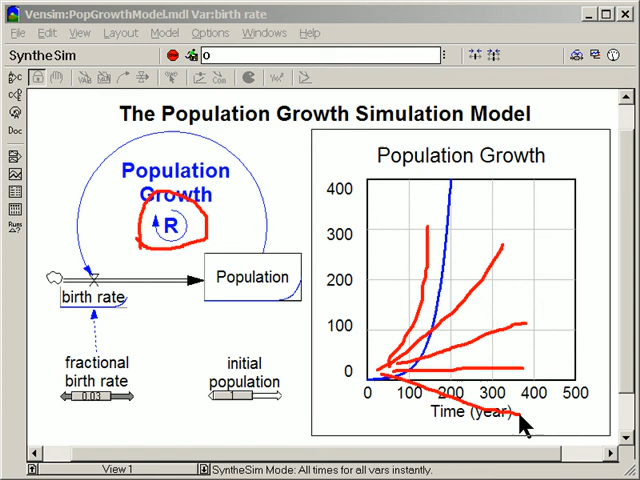 Vensim:PopGrowthModel.mdl Var:birth rate
File Edit View Layout Model Options Windows Help
SyntheSim 0
The Population Growth Simulation Model
Population
Growth
R
Population
birth rate
fractional
birth rate
0.03
initial
population
1
Population Growth
400
300
200
100
0
0 100 200 300 400 500
Time (year)
Doc
View 1
SyntheSim Mode: All times for all vars instantly.